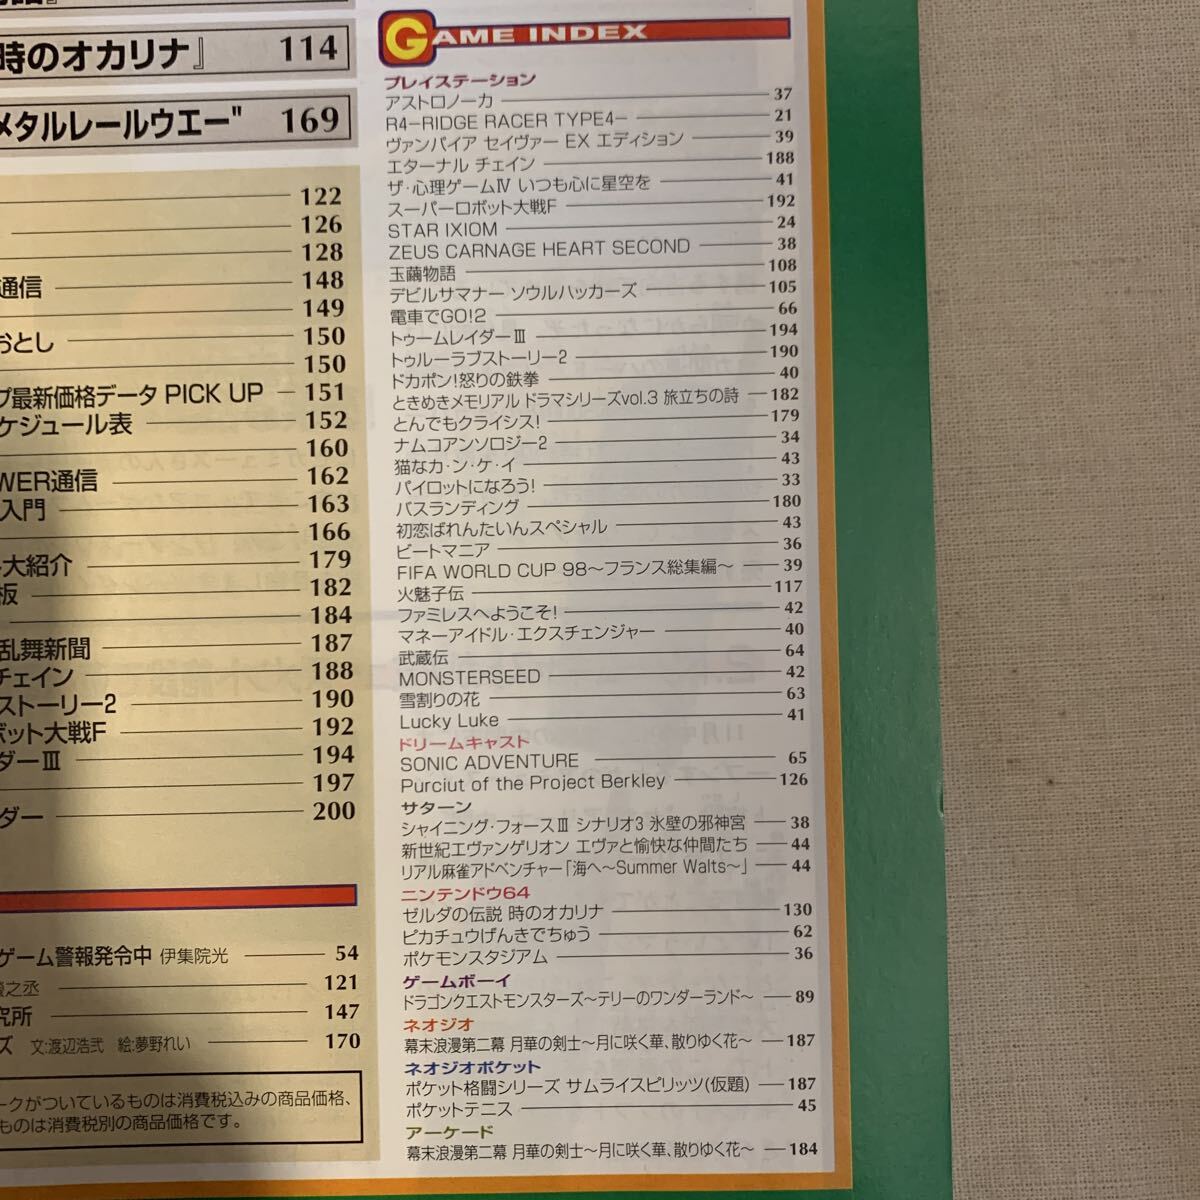 時のオカリナ』 114
メタルレールウエー" 169
122
126
128
通信 148
149
おとし 150
150
プ最新価格データ PICK UP 151
ケジュール表 152
160
WER通信 162
入門 163
166
大紹介 179
板 182
184
乱舞新聞 187
チェイン 188
ストーリー2 190
ボット大戦F 192
ダーⅢ 194
197
ダー 200
ゲーム警報発令中 伊集院光 54
之丞 121
究所 147
ズ 文:渡辺浩弐 絵:夢野れい 170
ークがついているものは消費税込みの商品価格、
ものは消費税別の商品価格です。
GAME INDEX
プレイステーション
アストロノーカ 37
R4-RIDGE RACER TYPE4- 21
ヴァンパイア セイヴァー EX エディション 39
エターナル チェイン 188
ザ・心理ゲームⅣ いつも心に星空を 41
スーパーロボット大戦F 192
STAR IXIOM 24
ZEUS CARNAGE HEART SECOND 38
玉繭物語 108
デビルサマナー ソウルハッカーズ 105
電車でGO!2 66
トゥームレイダーⅢ 194
トゥルーラブストーリー2 190
ドカポン!怒りの鉄拳 40
ときめきメモリアル ドラマシリーズvol.3 旅立ちの詩 182
とんでもクライシス! 179
ナムコアンソロジー2 34
猫なカ・ン・ケ・イ 43
パイロットになろう! 33
バスランディング 180
初恋ばれんたいんスペシャル 43
ビートマニア 36
FIFA WORLD CUP 98〜フランス総集編〜 39
火魅子伝 117
ファミレスへようこそ! 42
マネーアイドル・エクスチェンジャー 40
武蔵伝 64
MONSTERSEED 42
雪割りの花 63
Lucky Luke 41
ドリームキャスト
SONIC ADVENTURE 65
Purciut of the Project Berkley 126
サターン
シャイニング・フォースⅢ シナリオ3 氷壁の邪神宮 38
新世紀エヴァンゲリオン エヴァと愉快な仲間たち 44
リアル麻雀アドベンチャー「海へ〜Summer Walts〜」 44
ニンテンドウ64
ゼルダの伝説 時のオカリナ 130
ピカチュウげんきでちゅう 62
ポケモンスタジアム 36
ゲームボーイ
ドラゴンクエストモンスターズ〜テリーのワンダーランド〜 89
ネオジオ
幕末浪漫第二幕 月華の剣士〜月に咲く華、散りゆく花〜 187
ネオジオポケット
ポケット格闘シリーズ サムライスピリッツ(仮題) 187
ポケットテニス 45
アーケード
幕末浪漫第二幕 月華の剣士〜月に咲く華、散りゆく花〜 184